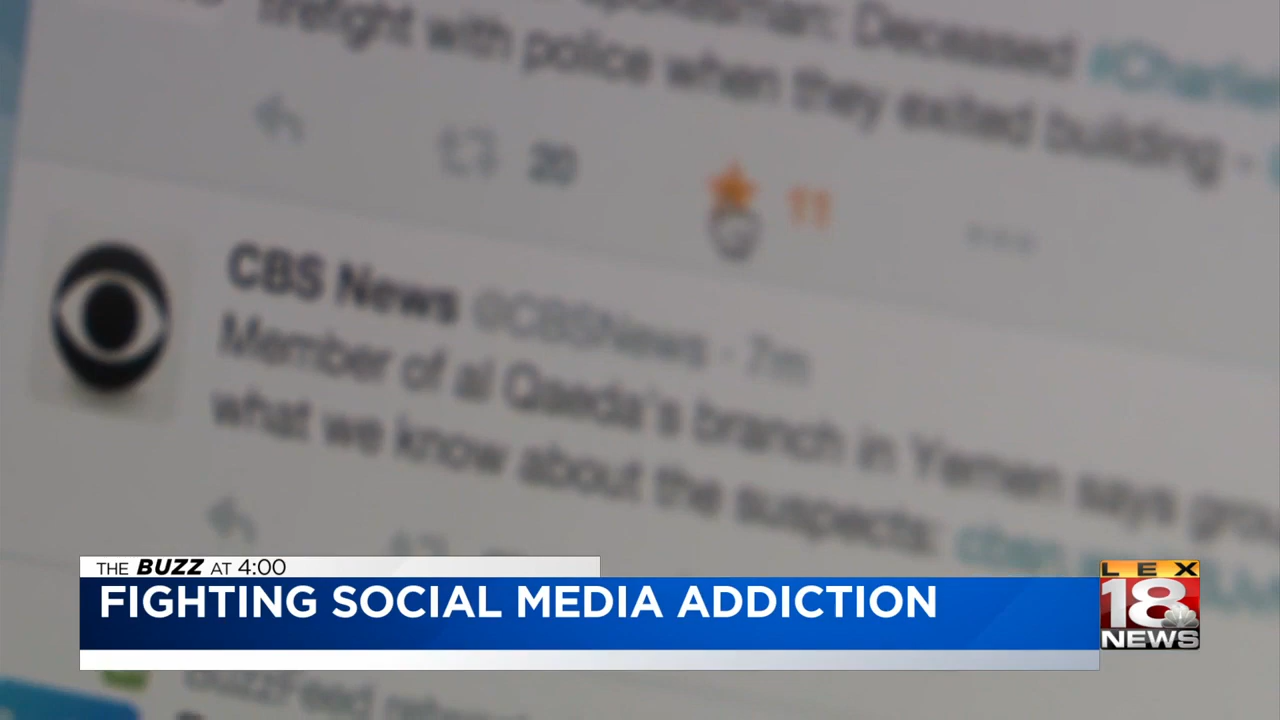 spokesman: Deceased
firefight with police when they exited building -
20
11
CBS News @CBSNews · 7m
Member of al Qaeda's branch in Yemen says
what we know about the suspects:
THE BUZZ AT 4:00
FIGHTING SOCIAL MEDIA ADDICTION
LEX
18
NEWS
BuzzFeed